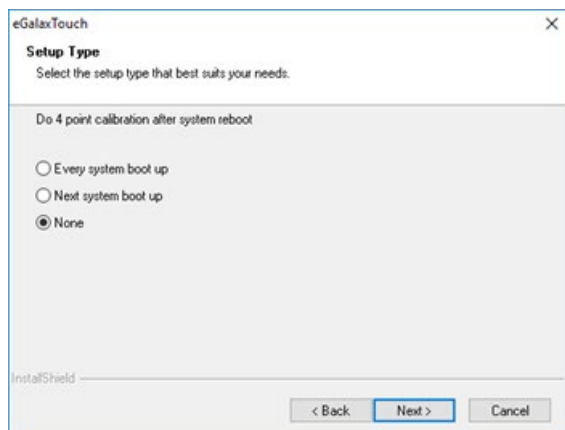 eGalaxTouch
Setup Type
Select the setup type that best suits your needs.
Do 4 point calibration after system reboot
Every system boot up
Next system boot up
None
InstallShield
< Back Next > Cancel